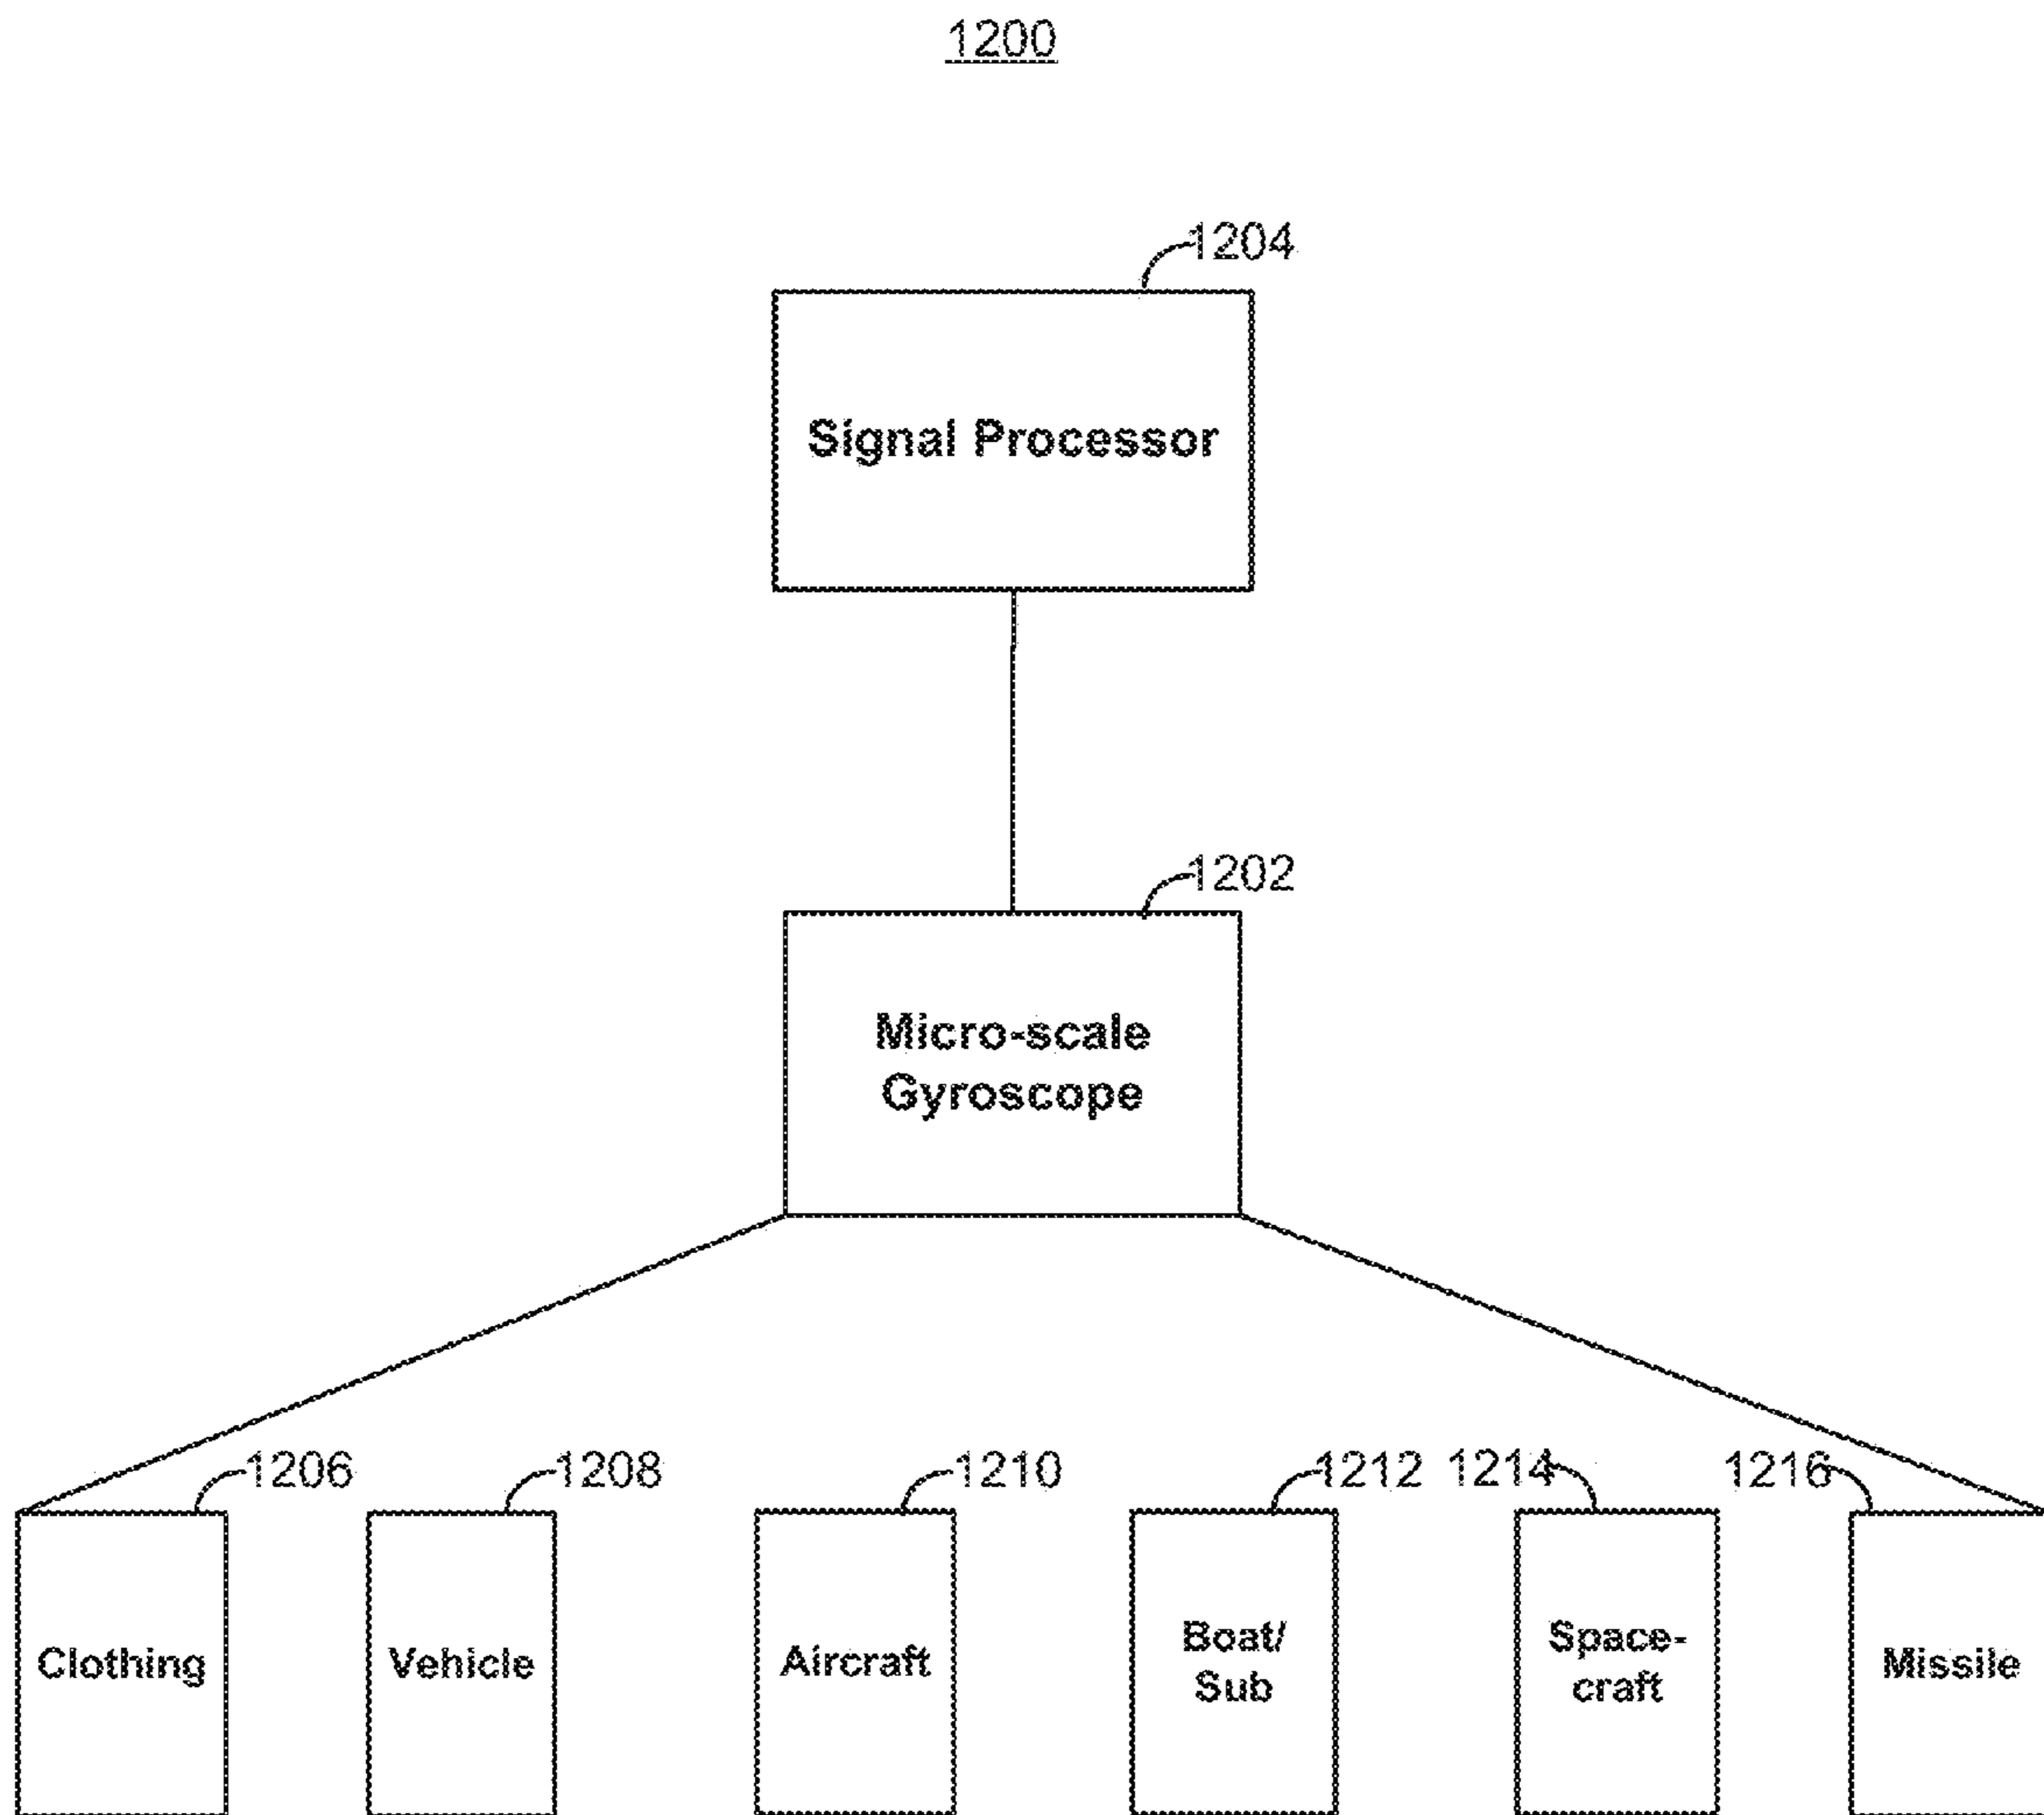 1200
1204
Signal Processor
1202
Micro-scale
Gyroscope
1206
1208
1210
1212
1214
1216
Clothing
Vehicle
Aircraft
Boat/
Sub
Space-
craft
Missile